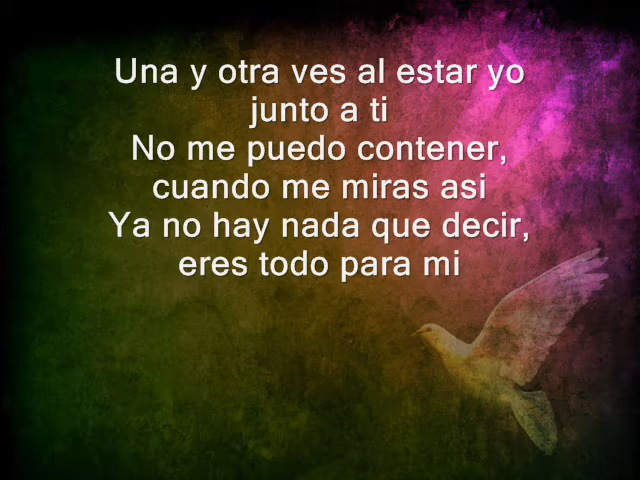 Una y otra ves al estar yo
junto a ti
No me puedo contener,
cuando me miras asi
Ya no hay nada que decir,
eres todo para mi